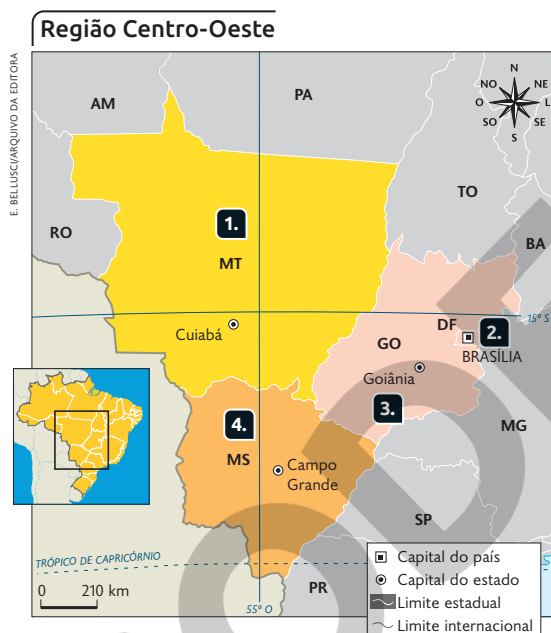 Região Centro-Oeste
E. BELLUSCI/ARQUIVO DA EDITORA
N
NO
NE
O
L
SO
SE
S
AM
PA
TO
RO
BA
1.
MT
15° S
DF
2.
Cuiabá
GO
BRASÍLIA
Goiânia
3.
4.
MG
MS
Campo
Grande
SP
TRÓPICO DE CAPRICÓRNIO
PR
0 210 km
55° O
Capital do país
Capital do estado
Limite estadual
Limite internacional